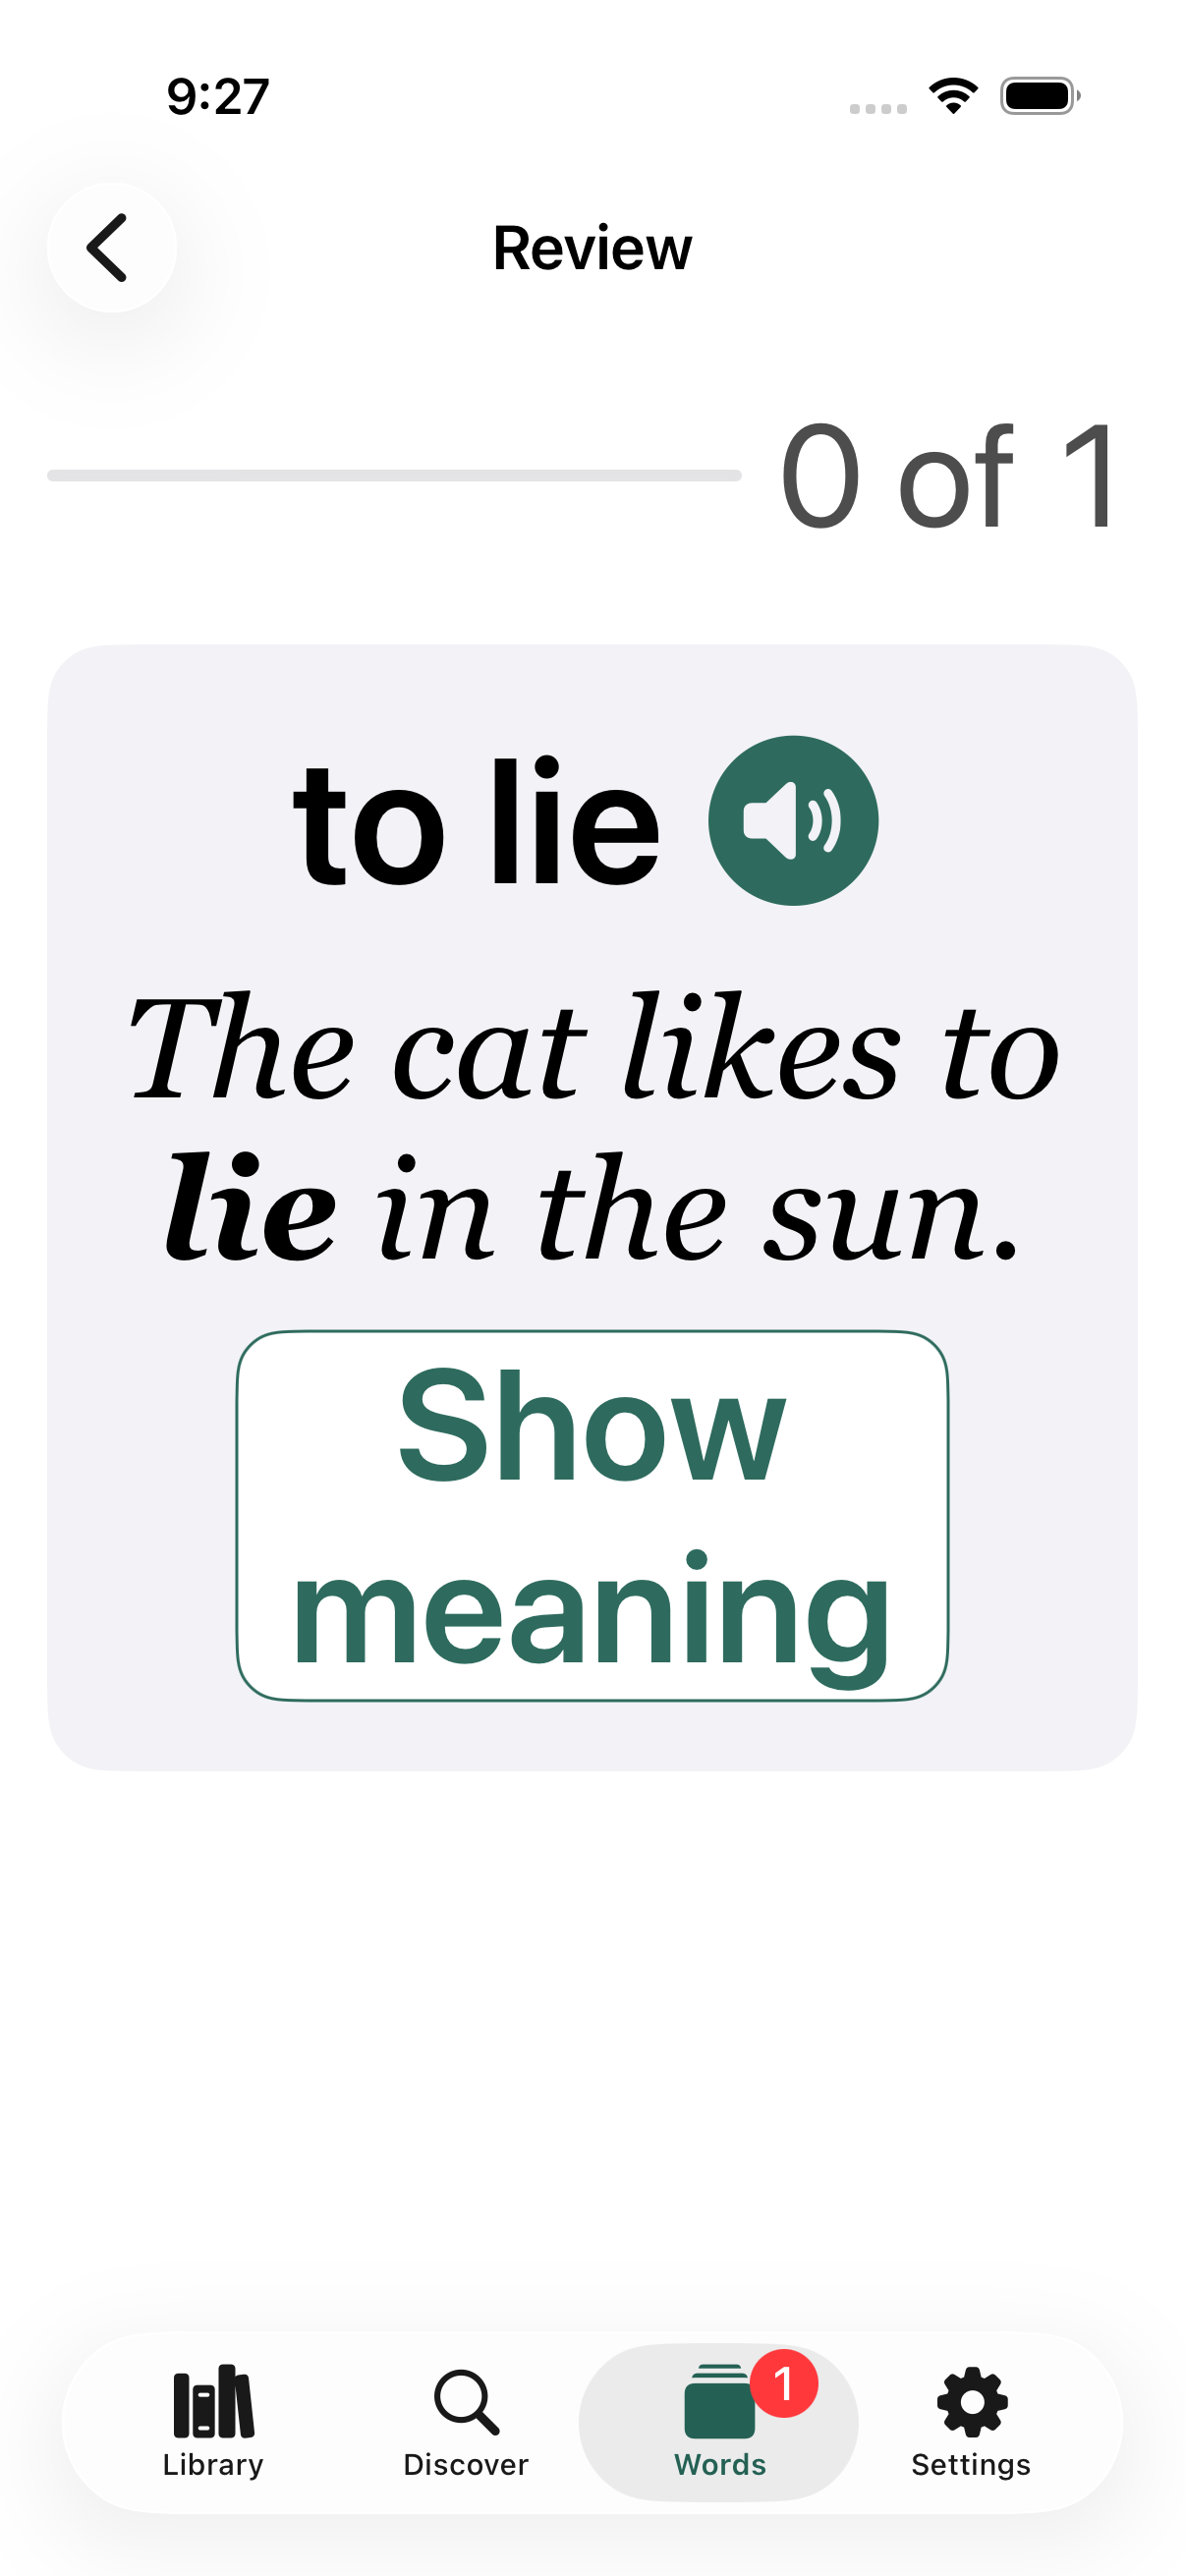 9:27
Review
0 of 1
to lie
The cat likes to
lie in the sun.
Show
meaning
1
Library
Discover
Words
Settings